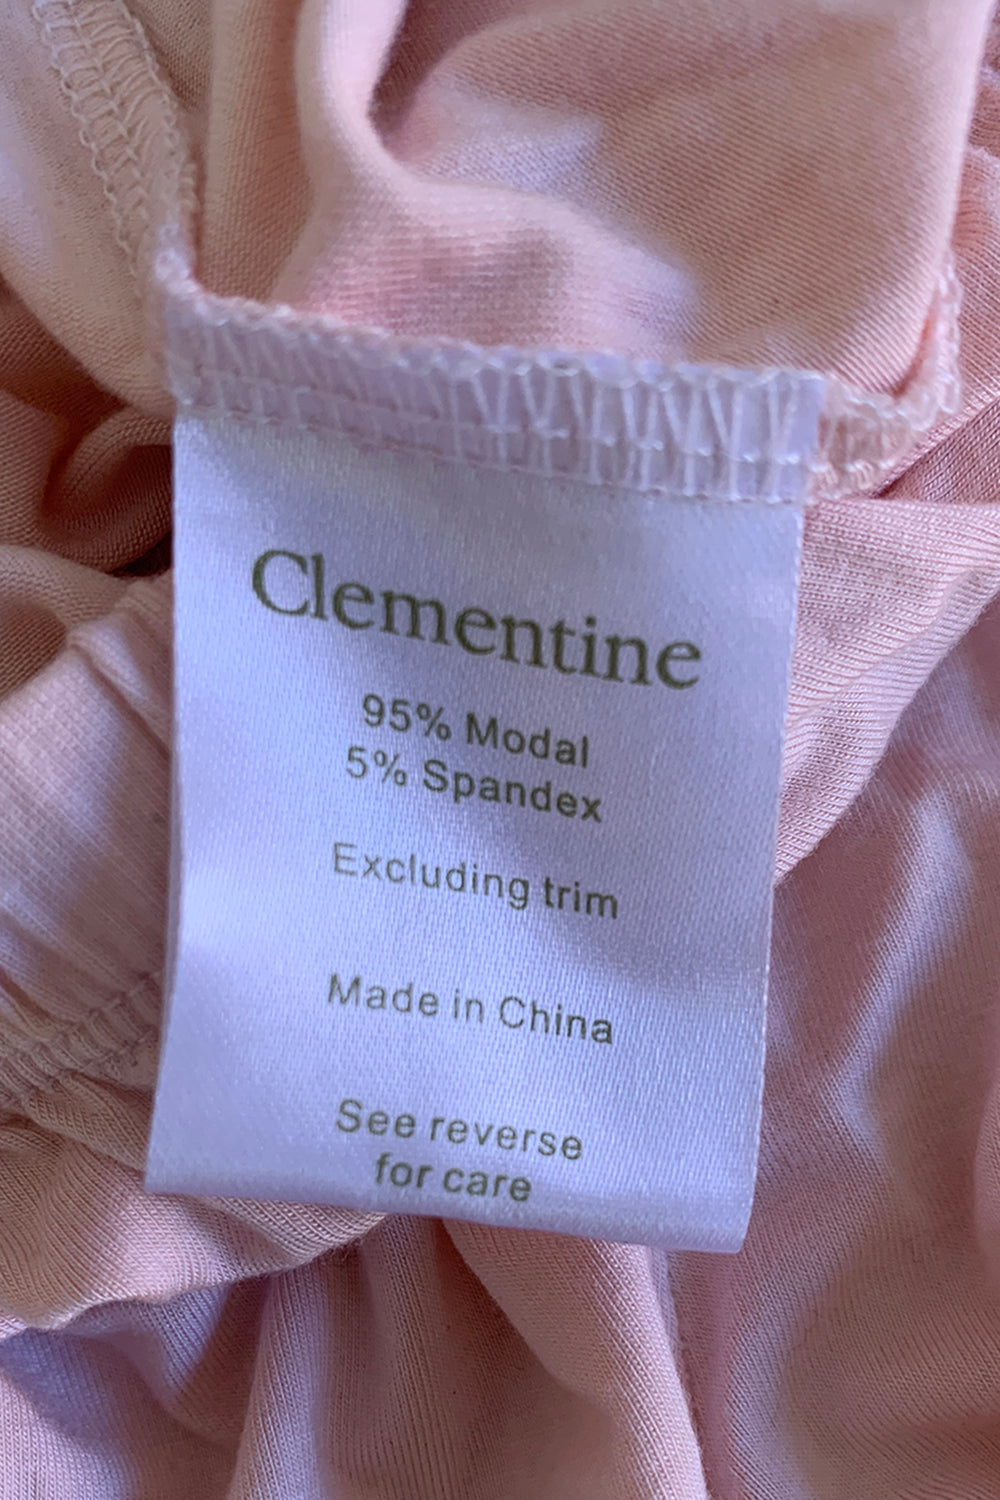 Clementine
95% Modal
5% Spandex
Excluding trim
Made in China
See reverse
for care